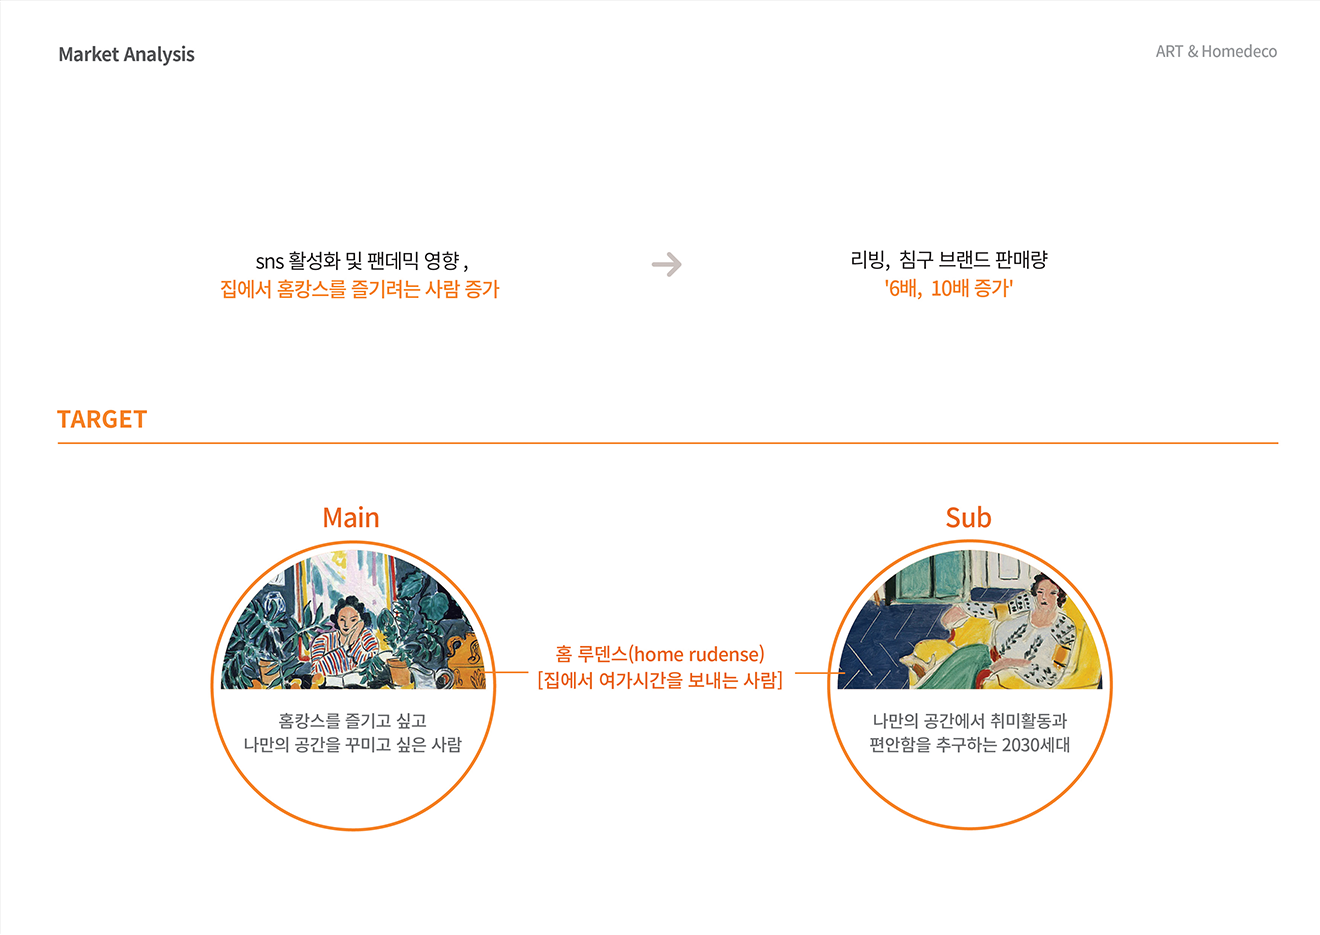 Market Analysis
ART & Homedeco
sns 활성화 및 팬데믹 영향 ,
집에서 홈캉스를 즐기려는 사람 증가
리빙,  침구 브랜드 판매량
'6배,  10배 증가'
TARGET
Main
Sub
홈 루덴스(home rudense)
[집에서 여가시간을 보내는 사람]
홈캉스를 즐기고 싶고
나만의 공간을 꾸미고 싶은 사람
나만의 공간에서 취미활동과
편안함을 추구하는 2030세대